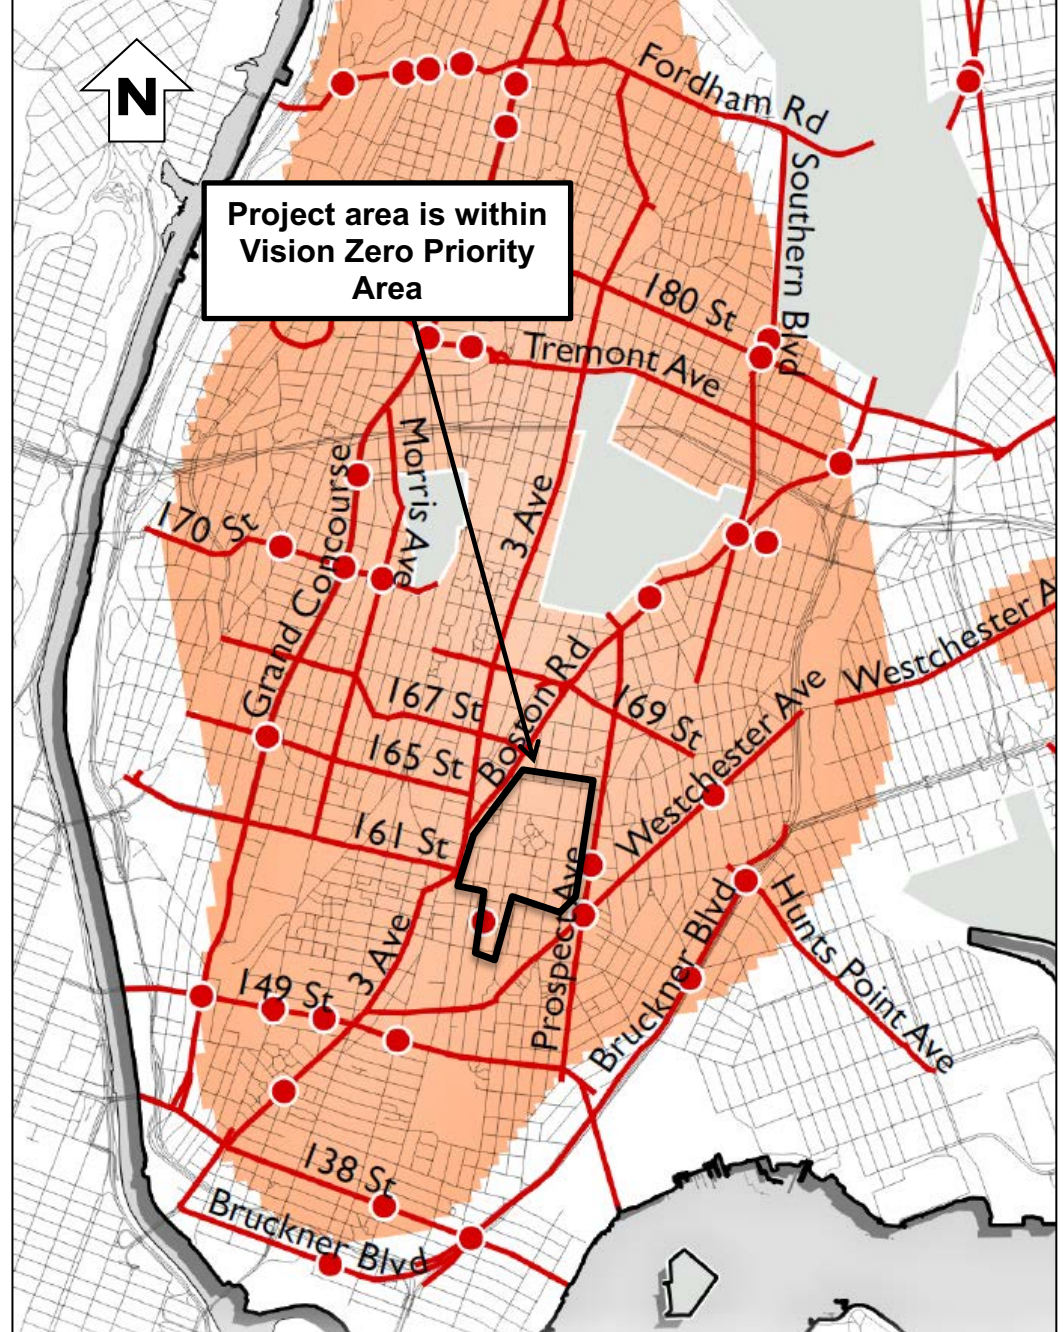 N
Fordham Rd
Southern Blvd
Project area is within
Vision Zero Priority
Area
180 St
Tremont Ave
Morris Ave
Grand Concourse
3 Ave
170 St
Westchester A
Boston Rd
167 St
169 St
165 St
Westchester Ave
161 St
Prospect Ave
Bruckner Blvd
Hunts Point Ave
3 Ave
149 St
138 St
Bruckner Blvd